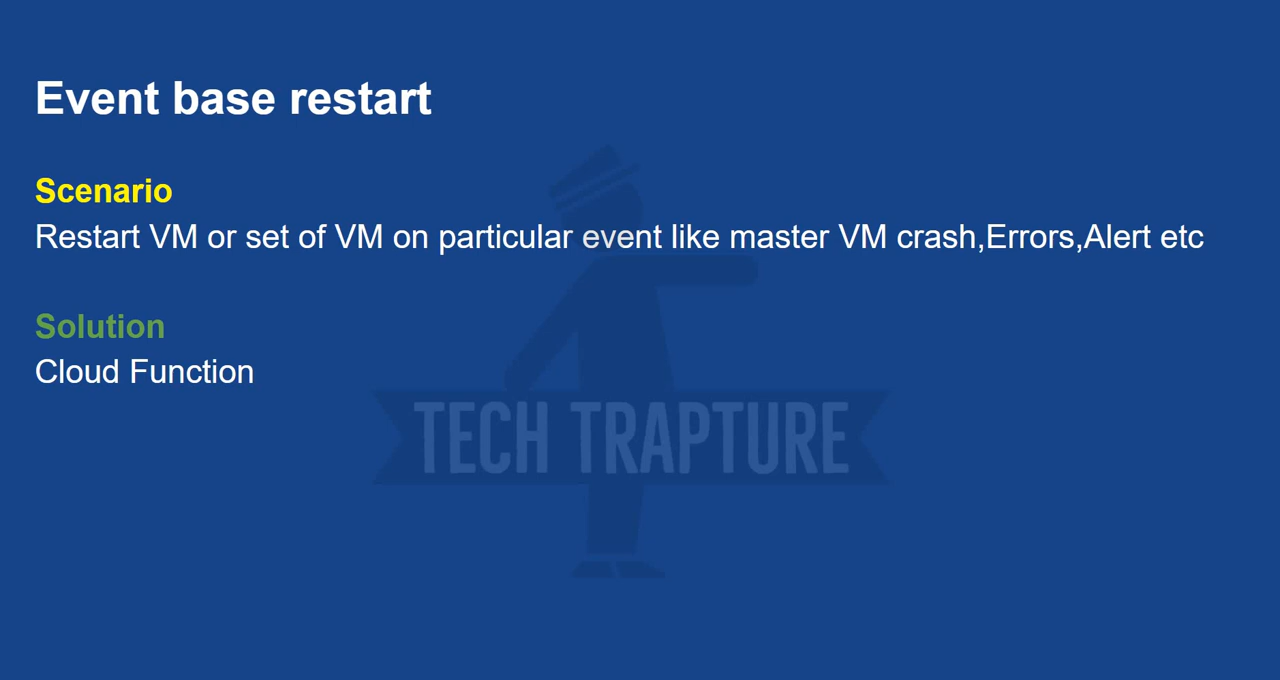 Event base restart
Scenario
Restart VM or set of VM on particular event like master VM crash,Errors,Alert etc
Solution
Cloud Function
TECH TRAPTURE